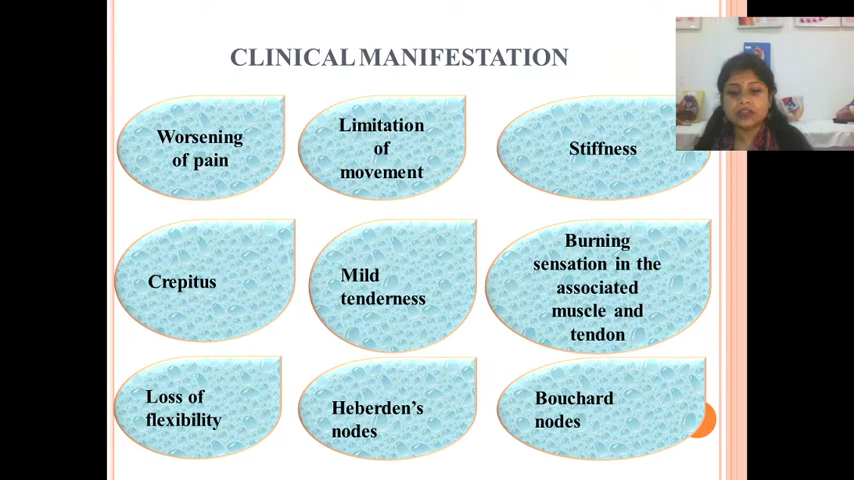 CLINICAL MANIFESTATION
Worsening
of pain
Limitation
of
movement
Stiffness
Crepitus
Mild
tenderness
Burning
sensation in the
associated
muscle and
tendon
Loss of
flexibility
Heberden’s
nodes
Bouchard
nodes